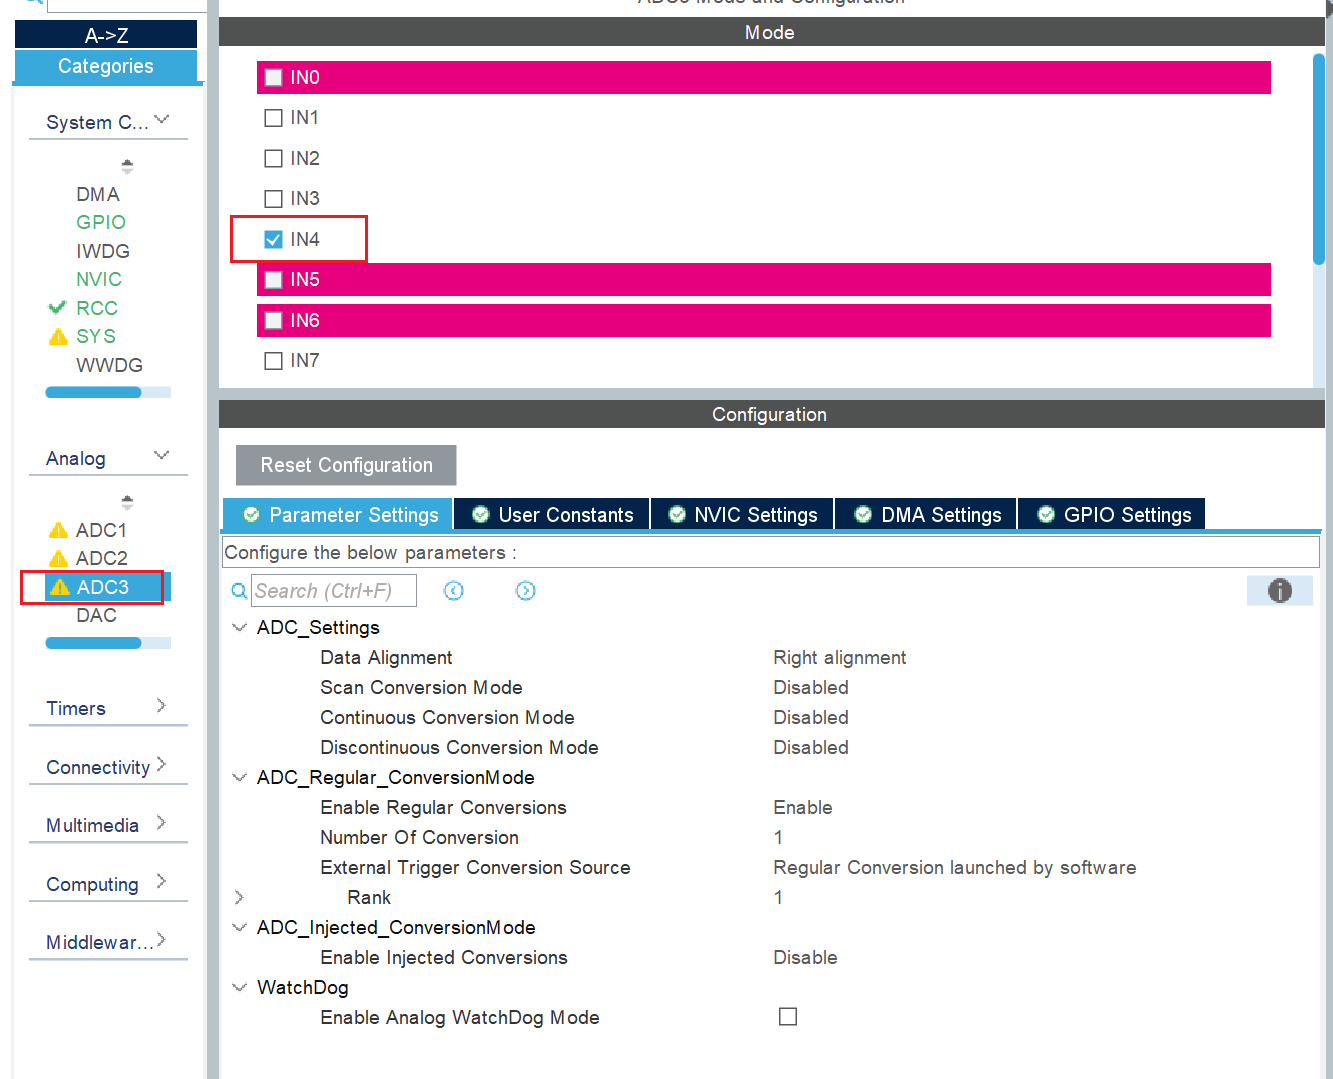 ADC3 Mode and Configuration
A->Z
Categories
Mode
System C...
DMA
GPIO
IWDG
NVIC
RCC
SYS
WWDG
IN0
IN1
IN2
IN3
IN4
IN5
IN6
IN7
Analog
ADC1
ADC2
ADC3
DAC
Timers
Connectivity
Multimedia
Computing
Middlewar...
Configuration
Reset Configuration
Parameter Settings
User Constants
NVIC Settings
DMA Settings
GPIO Settings
Configure the below parameters :
Search (Ctrl+F)
ADC_Settings
Data Alignment Right alignment
Scan Conversion Mode Disabled
Continuous Conversion Mode Disabled
Discontinuous Conversion Mode Disabled
ADC_Regular_ConversionMode
Enable Regular Conversions Enable
Number Of Conversion 1
External Trigger Conversion Source Regular Conversion launched by software
Rank 1
ADC_Injected_ConversionMode
Enable Injected Conversions Disable
WatchDog
Enable Analog WatchDog Mode